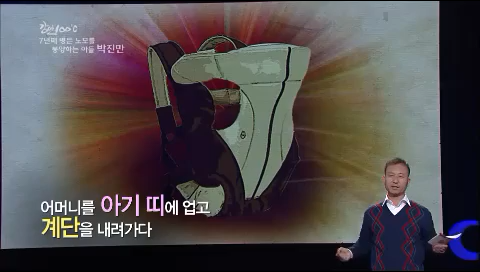 강연100℃
7년째 병든 노모를
봉양하는 아들 박진만
어머니를 아기 띠에 업고
계단을 내려가다